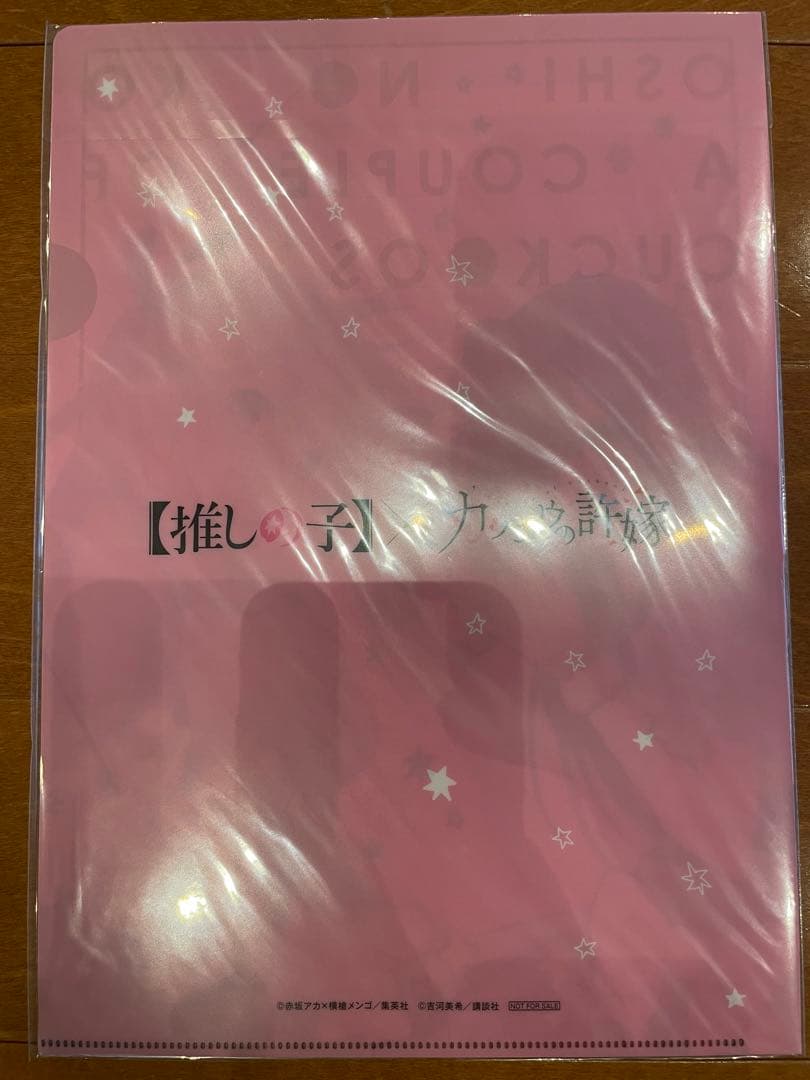 OSHI NO KO
A COUPLE OF
CUCKOOS
【推しの子】×カッコウの許嫁
©赤坂アカ×横槍メンゴ／集英社 ©吉河美希／講談社 NOT FOR SALE